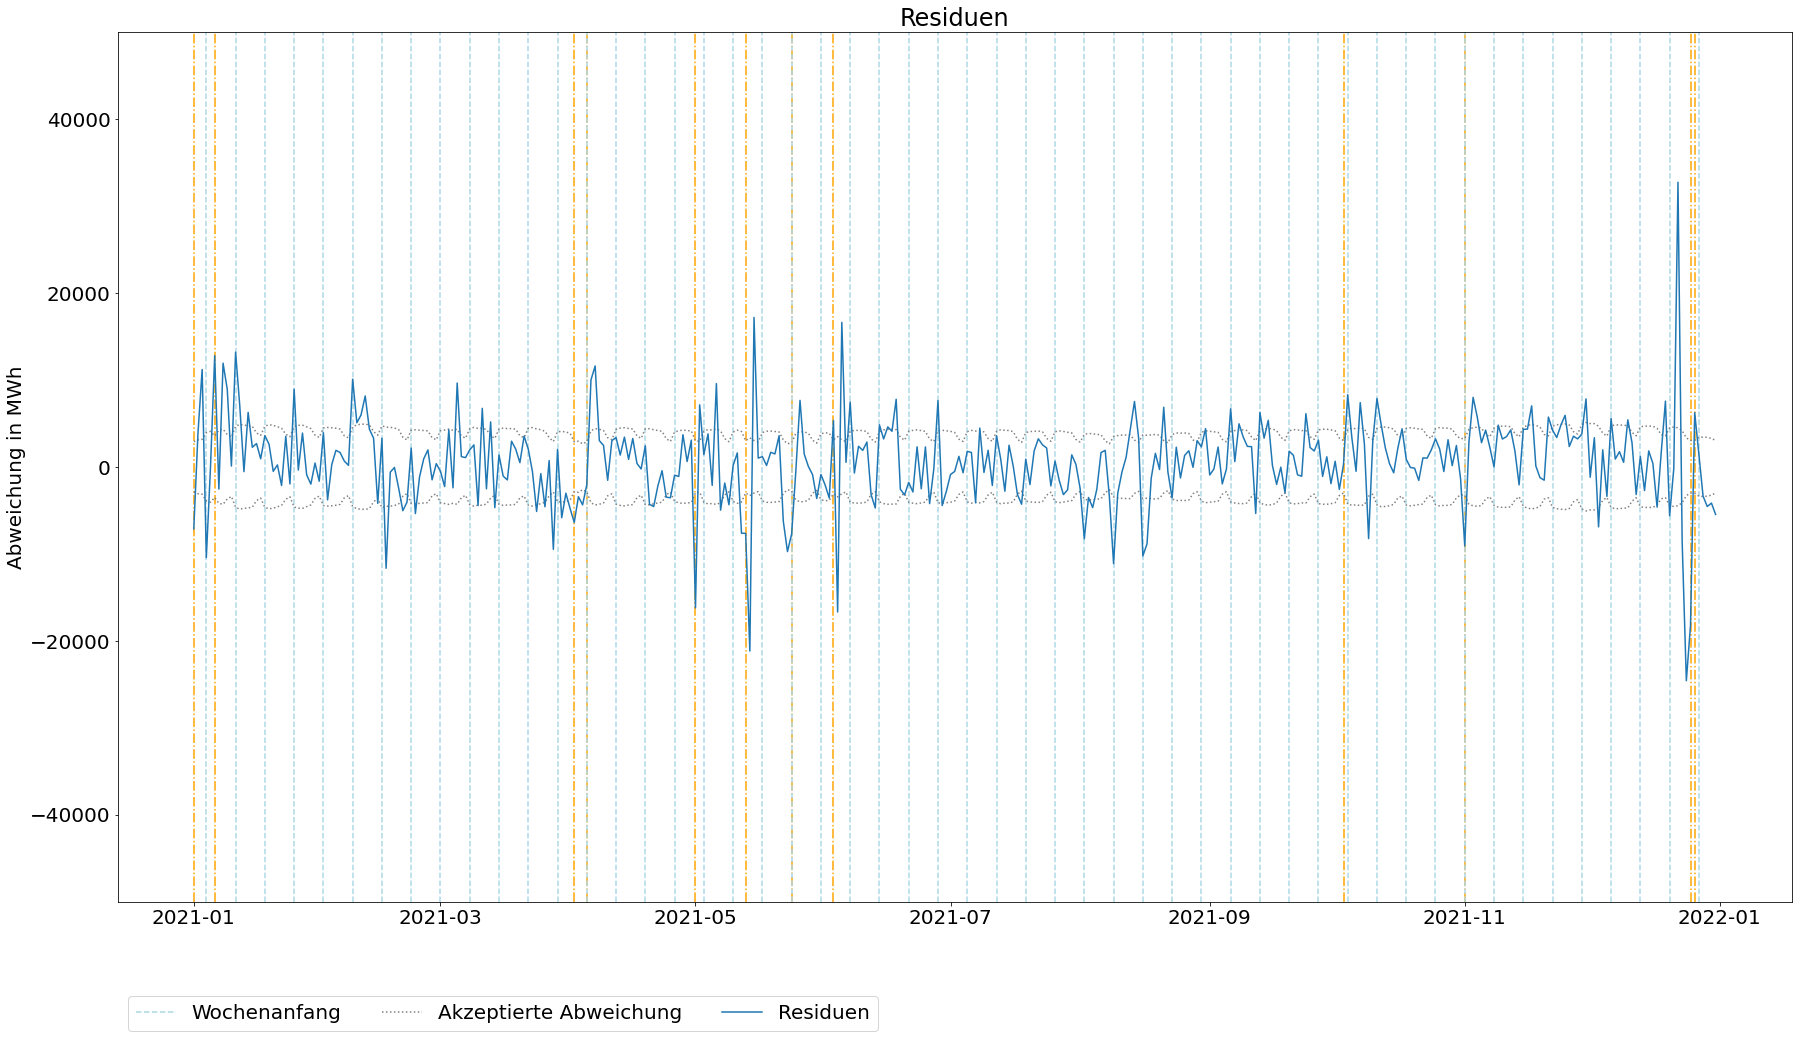 Residuen
Abweichung in MWh
40000
20000
0
−20000
−40000
2021-01 2021-03 2021-05 2021-07 2021-09 2021-11 2022-01
Wochenanfang Akzeptierte Abweichung Residuen